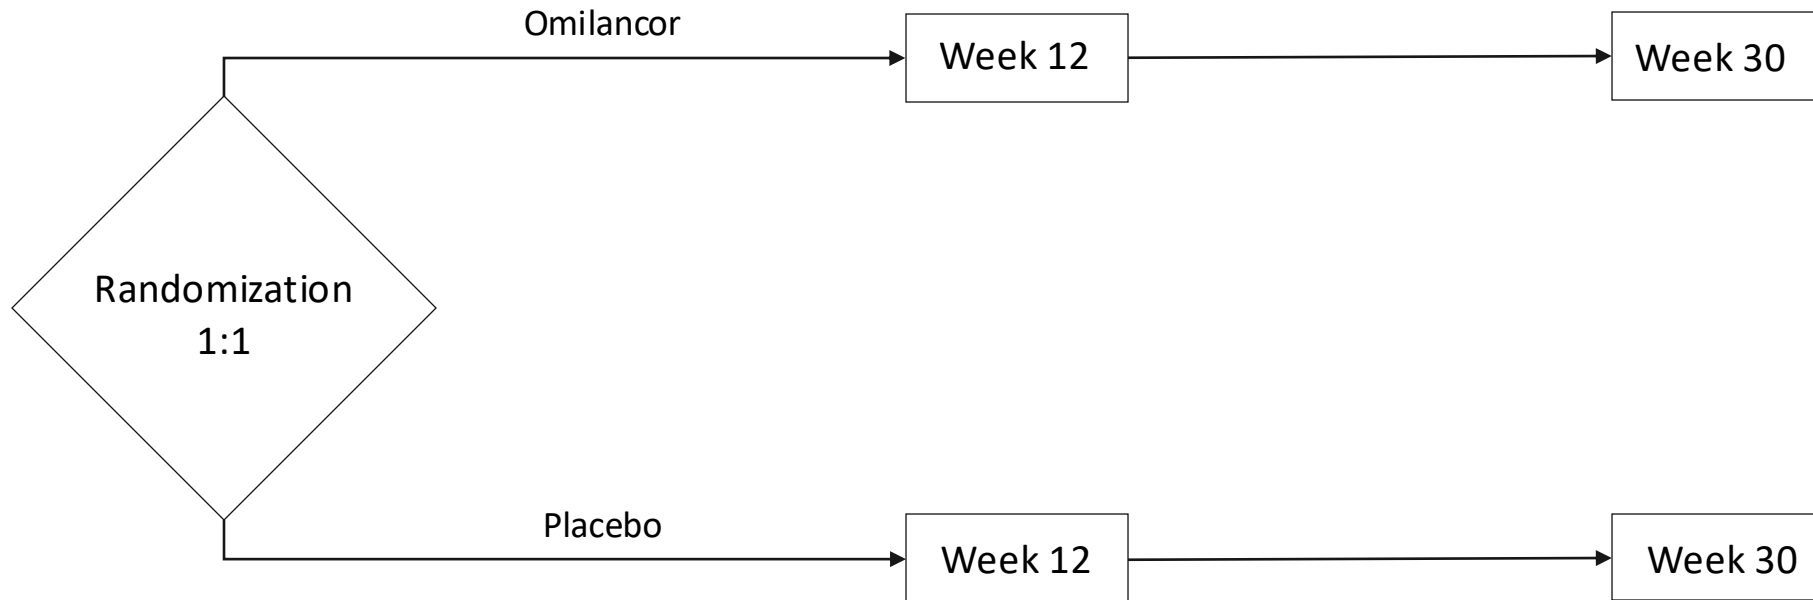 Omilancor
Week 12
Week 30
Randomization
1:1
Placebo
Week 12
Week 30